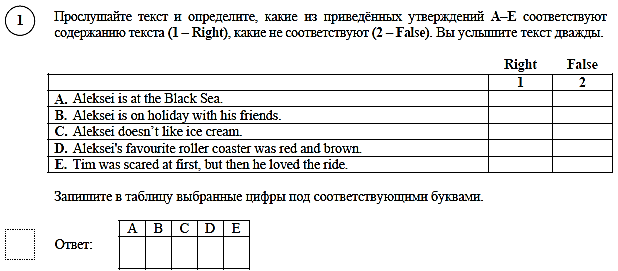 1 Прослушайте текст и определите, какие из приведённых утверждений A–E соответствуют
содержанию текста (1 – Right), какие не соответствуют (2 – False). Вы услышите текст дважды.
Right False
1 2
A. Aleksei is at the Black Sea.
B. Aleksei is on holiday with his friends.
C. Aleksei doesn't like ice cream.
D. Aleksei's favourite roller coaster was red and brown.
E. Tim was scared at first, but then he loved the ride.
Запишите в таблицу выбранные цифры под соответствующими буквами.
A B C D E
Ответ: